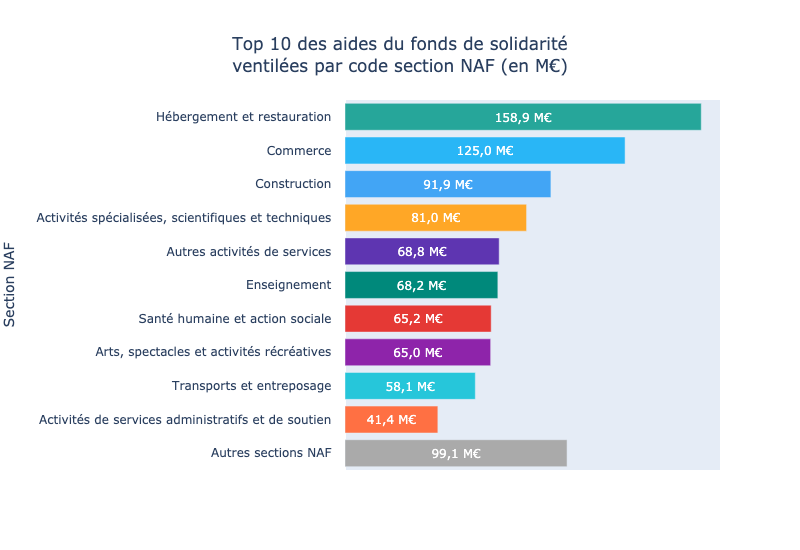 Top 10 des aides du fonds de solidarité
ventilées par code section NAF (en M€)
Section NAF
Hébergement et restauration 158,9 M€
Commerce 125,0 M€
Construction 91,9 M€
Activités spécialisées, scientifiques et techniques 81,0 M€
Autres activités de services 68,8 M€
Enseignement 68,2 M€
Santé humaine et action sociale 65,2 M€
Arts, spectacles et activités récréatives 65,0 M€
Transports et entreposage 58,1 M€
Activités de services administratifs et de soutien 41,4 M€
Autres sections NAF 99,1 M€